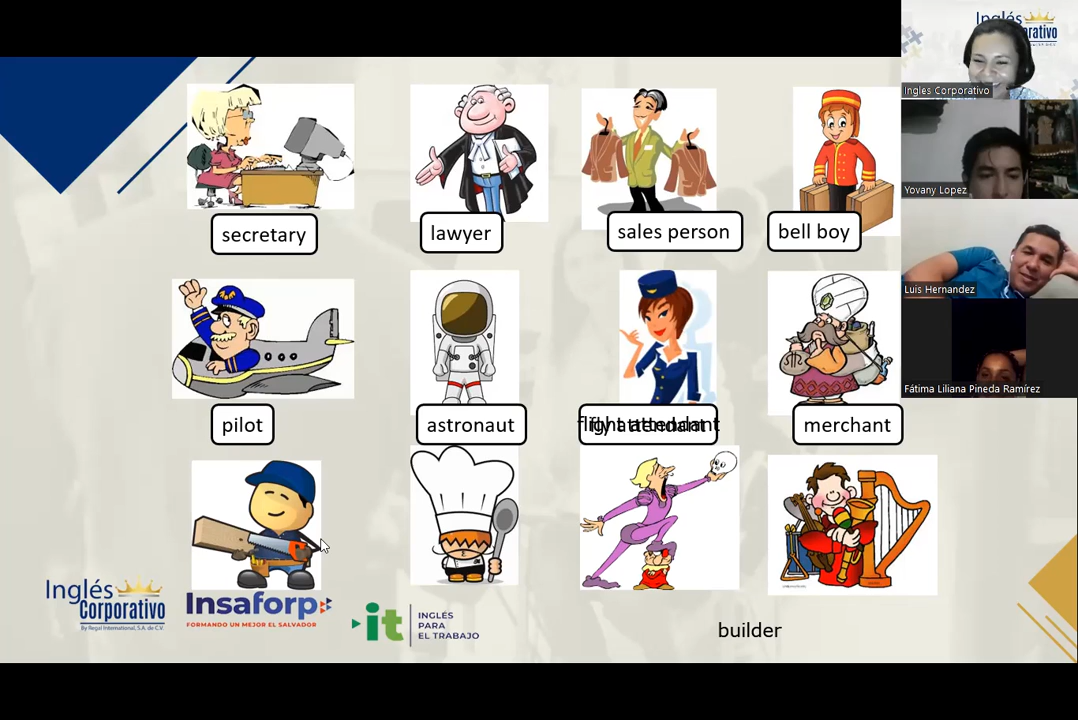 Inglés
Corporativo
Ingles Corporativo
Yovany Lopez
Luis Hernandez
Fátima Liliana Pineda Ramírez
secretary
lawyer
sales person
bell boy
pilot
astronaut
flight attendant
merchant
builder
Inglés
Corporativo
By Regal International, S.A. de C.V.
Insaforp
FORMANDO UN MEJOR EL SALVADOR
it
INGLÉS
PARA
EL TRABAJO